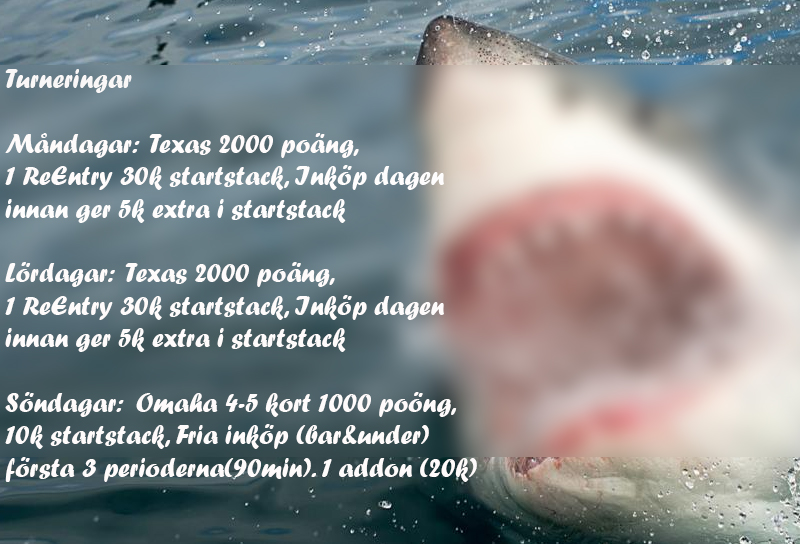 Turneringar
Måndagar: Texas 2000 poäng,
1 ReEntry 30k startstack, Inköp dagen
innan ger 5k extra i startstack
Lördagar: Texas 2000 poäng,
1 ReEntry 30k startstack, Inköp dagen
innan ger 5k extra i startstack
Söndagar: Omaha 4-5 kort 1000 poöng,
10k startstack, Fria inköp (bar&under)
första 3 perioderna(90min). 1 addon (20k)